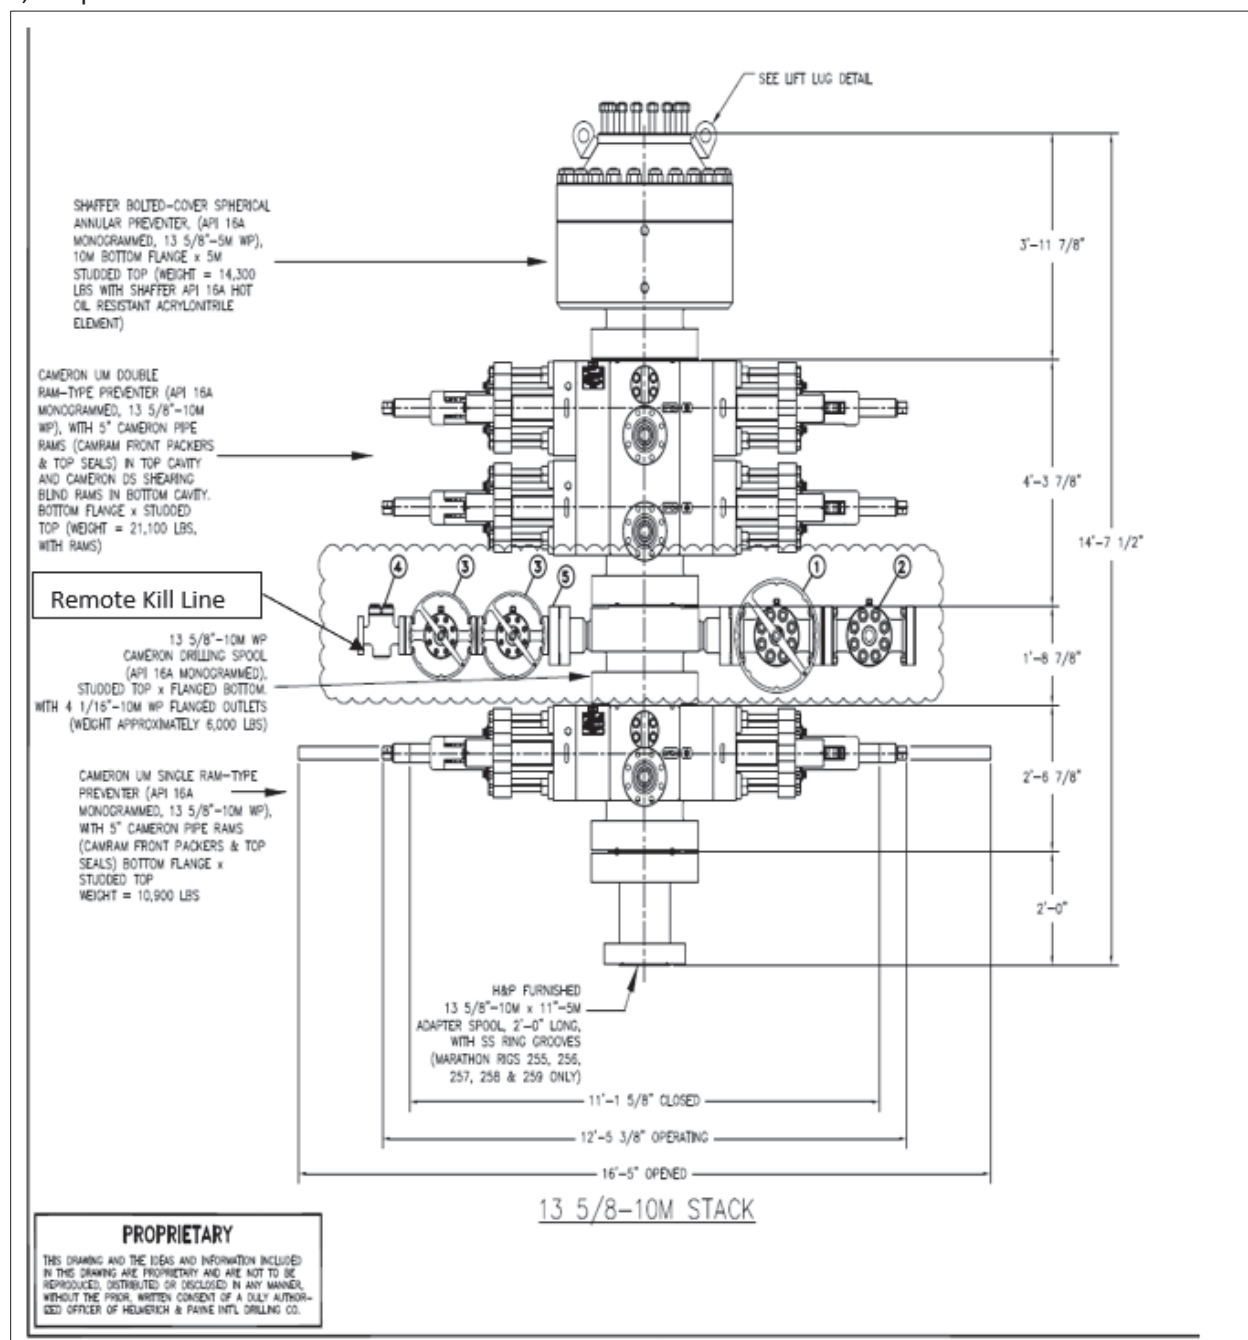 SEE LIFT LUG DETAIL
SHAFFER BOLTED-COVER SPHERICAL
ANNULAR PREVENTER, (API 16A
MONOGRAMMED, 13 5/8"-5M WP),
10M BOTTOM FLANGE x 5M
STUDDED TOP (WEIGHT = 14,300
LBS WITH SHAFFER API 16A HOT
OIL RESISTANT ACRYLONITRILE
ELEMENT)
3'-11 7/8"
CAMERON UM DOUBLE
RAM-TYPE PREVENTER (API 16A
MONOGRAMMED, 13 5/8"-10M
WP), WITH 5" CAMERON PIPE
RAMS (CAMRAM FRONT PACKERS
& TOP SEALS) IN TOP CAVITY
AND CAMERON DS SHEARING
BLIND RAMS IN BOTTOM CAVITY.
BOTTOM FLANGE x STUDDED
TOP (WEIGHT = 21,100 LBS,
WITH RAMS)
4'-3 7/8"
14'-7 1/2"
4
3
3
5
1
2
Remote Kill Line
13 5/8"-10M WP
CAMERON DRILLING SPOOL
(API 16A MONOGRAMMED),
STUDDED TOP x FLANGED BOTTOM.
WITH 4 1/16"-10M WP FLANGED OUTLETS
(WEIGHT APPROXIMATELY 6,000 LBS)
1'-8 7/8"
CAMERON UM SINGLE RAM-TYPE
PREVENTER (API 16A
MONOGRAMMED, 13 5/8"-10M WP),
WITH 5" CAMERON PIPE RAMS
(CAMRAM FRONT PACKERS & TOP
SEALS) BOTTOM FLANGE x
STUDDED TOP
WEIGHT = 10,900 LBS
2'-6 7/8"
2'-0"
H&P FURNISHED
13 5/8"-10M x 11"-5M
ADAPTER SPOOL, 2'-0" LONG,
WITH SS RING GROOVES
(MARATHON RIGS 255, 256,
257, 258 & 259 ONLY)
11'-1 5/8" CLOSED
12'-5 3/8" OPERATING
16'-5" OPENED
13 5/8-10M STACK
PROPRIETARY
THIS DRAWING AND THE IDEAS AND INFORMATION INCLUDED
IN THIS DRAWING ARE PROPRIETARY AND ARE NOT TO BE
REPRODUCED, DISTRIBUTED OR DISCLOSED IN ANY MANNER,
WITHOUT THE PRIOR, WRITTEN CONSENT OF A DULY AUTHOR-
IZED OFFICER OF HELMERICH & PAYNE INT'L DRILLING CO.